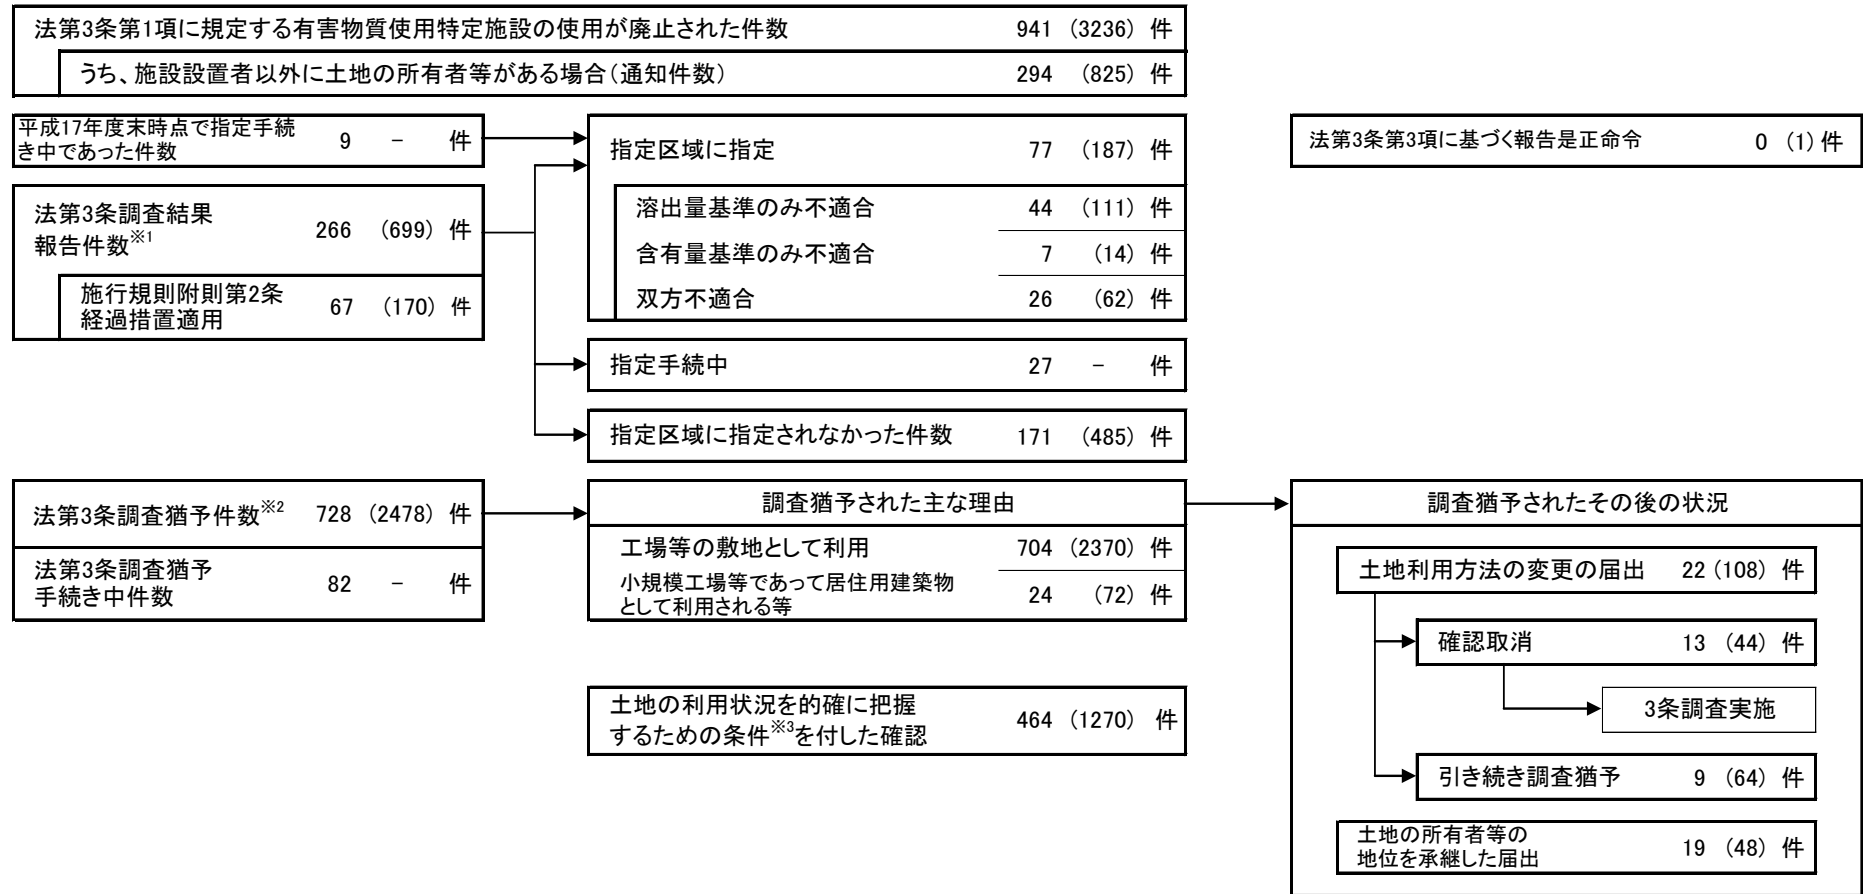 法第3条第1項に規定する有害物質使用特定施設の使用が廃止された件数 941 (3236) 件
うち、施設設置者以外に土地の所有者等がある場合(通知件数) 294 (825) 件
平成17年度末時点で指定手続
き中であった件数 9 - 件
法第3条調査結果
報告件数※1 266 (699) 件
施行規則附則第2条
経過措置適用 67 (170) 件
指定区域に指定 77 (187) 件
溶出量基準のみ不適合 44 (111) 件
含有量基準のみ不適合 7 (14) 件
双方不適合 26 (62) 件
指定手続中 27 - 件
指定区域に指定されなかった件数 171 (485) 件
法第3条第3項に基づく報告是正命令 0 (1) 件
法第3条調査猶予件数※2 728 (2478) 件
法第3条調査猶予
手続き中件数 82 - 件
調査猶予された主な理由
工場等の敷地として利用 704 (2370) 件
小規模工場等であって居住用建築物
として利用される等 24 (72) 件
土地の利用状況を的確に把握
するための条件※3を付した確認 464 (1270) 件
調査猶予されたその後の状況
土地利用方法の変更の届出 22 (108) 件
確認取消 13 (44) 件
3条調査実施
引き続き調査猶予 9 (64) 件
土地の所有者等の
地位を承継した届出 19 (48) 件